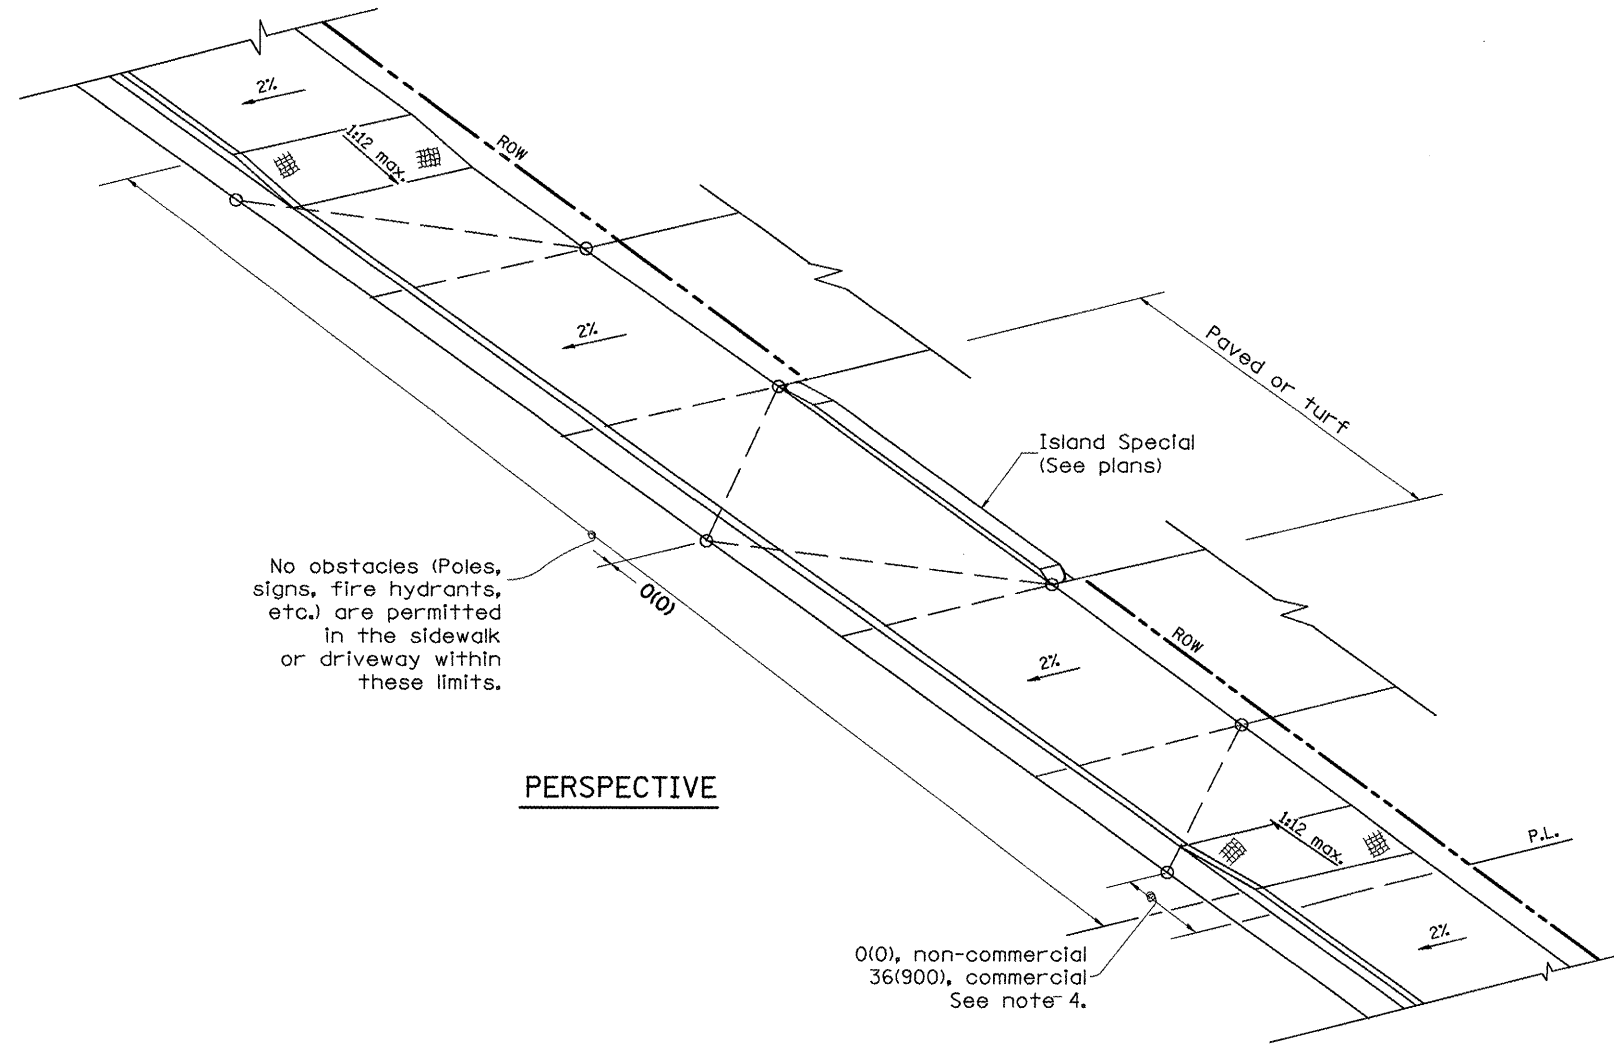 2%
1:12 max.
ROW
2%
Paved or turf
Island Special
(See plans)
No obstacles (Poles,
signs, fire hydrants,
etc.) are permitted
in the sidewalk
or driveway within
these limits.
0(0)
ROW
2%
PERSPECTIVE
1:12 max.
P.L.
2%
0(0), non-commercial
36(900), commercial
See note 4.